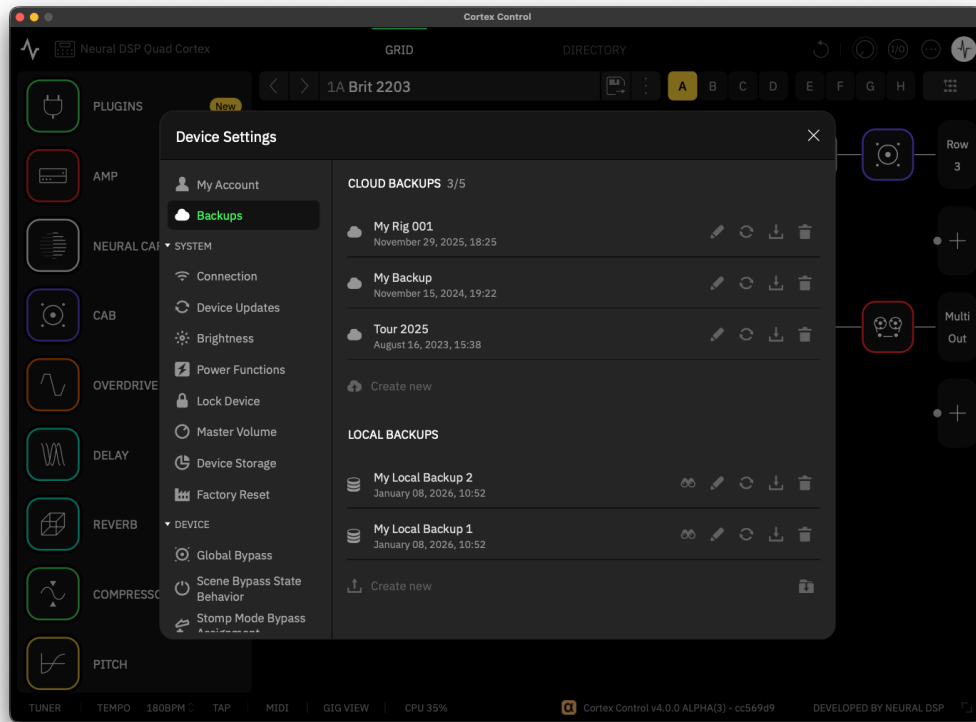 Cortex Control
Neural DSP Quad Cortex
GRID
DIRECTORY
I/O
PLUGINS
New
1A Brit 2203
A
B
C
D
E
F
G
H
AMP
CAB
OVERDRIVE
DELAY
REVERB
PITCH
Device Settings
My Account
Backups
SYSTEM
Connection
Device Updates
Brightness
Power Functions
Lock Device
Master Volume
Device Storage
Factory Reset
DEVICE
Global Bypass
Scene Bypass State
Behavior
Stomp Mode Bypass
CLOUD BACKUPS 3/5
My Rig 001
November 29, 2025, 18:25
My Backup
November 15, 2024, 19:22
Tour 2025
August 16, 2023, 15:38
Create new
LOCAL BACKUPS
My Local Backup 2
January 08, 2026, 10:52
My Local Backup 1
January 08, 2026, 10:52
Create new
Row
3
Multi
Out
TUNER
TEMPO 180BPM
TAP
MIDI
GIG VIEW
CPU 35%
Cortex Control v4.0.0 ALPHA(3) - cc569d9
DEVELOPED BY NEURAL DSP